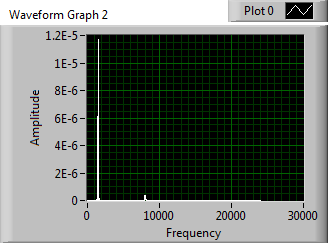 Waveform Graph 2
Plot 0
1.2E-5
1E-5
8E-6
6E-6
4E-6
2E-6
0
Amplitude
0 10000 20000 30000
Frequency